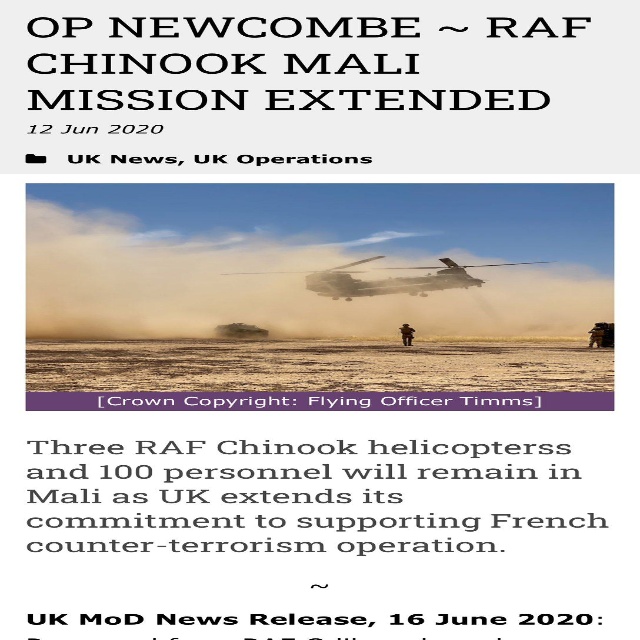 OP NEWCOMBE ~ RAF
CHINOOK MALI
MISSION EXTENDED
12 Jun 2020
UK News, UK Operations
[Crown Copyright: Flying Officer Timms]
Three RAF Chinook helicopterss
and 100 personnel will remain in
Mali as UK extends its
commitment to supporting French
counter-terrorism operation.
~
UK MoD News Release, 16 June 2020: